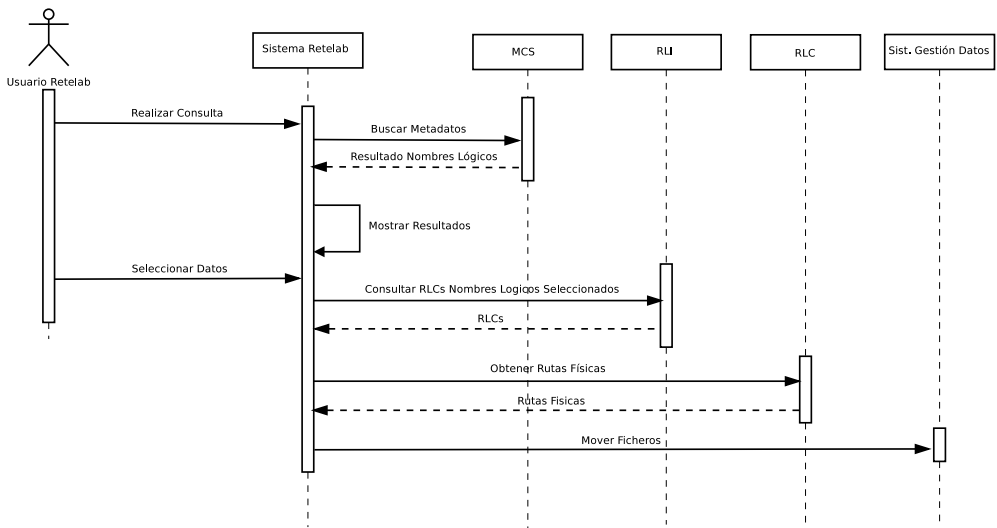 Usuario Retelab
Sistema Retelab
MCS
RLI
RLC
Sist. Gestión Datos
Realizar Consulta
Buscar Metadatos
Resultado Nombres Lógicos
Mostrar Resultados
Seleccionar Datos
Consultar RLCs Nombres Logicos Seleccionados
RLCs
Obtener Rutas Físicas
Rutas Fisicas
Mover Ficheros